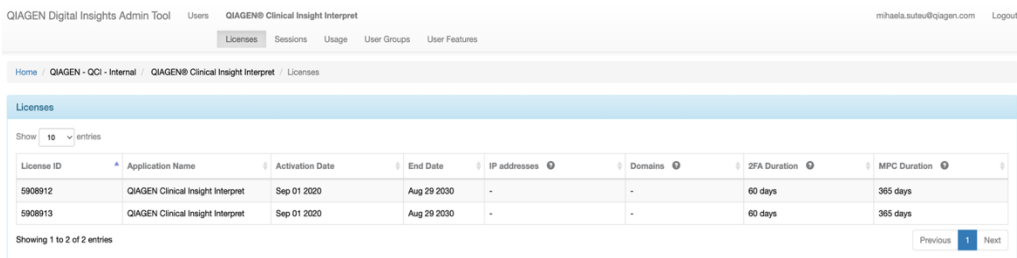 QIAGEN Digital Insights Admin Tool Users QIAGEN® Clinical Insight Interpret mihaela.suteu@qiagen.com Logout
Licenses Sessions Usage User Groups User Features
Home / QIAGEN - QCI - Internal / QIAGEN® Clinical Insight Interpret / Licenses
Licenses
Show 10 entries
License ID Application Name Activation Date End Date IP addresses ? Domains ? 2FA Duration ? MPC Duration ?
5908912 QIAGEN Clinical Insight Interpret Sep 01 2020 Aug 29 2030 - - 60 days 365 days
5908913 QIAGEN Clinical Insight Interpret Sep 01 2020 Aug 29 2030 - - 60 days 365 days
Showing 1 to 2 of 2 entries Previous 1 Next